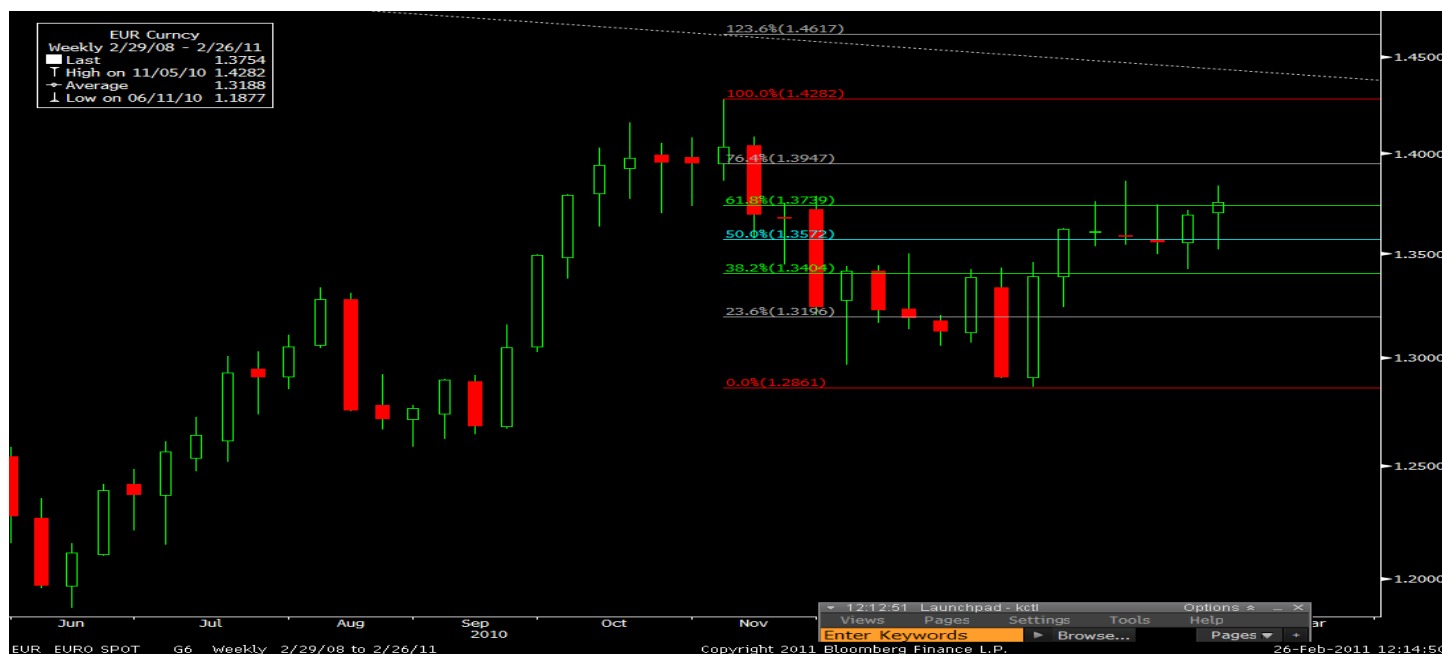 EUR Curncy
Weekly 2/29/08 - 2/26/11
Last 1.3754
High on 11/05/10 1.4282
Average 1.3188
Low on 06/11/10 1.1877
123.6%(1.4617)
1.4500
100.0%(1.4282)
1.4000
76.4%(1.3947)
61.8%(1.3739)
50.0%(1.3572)
1.3500
38.2%(1.3404)
23.6%(1.3196)
1.3000
0.0%(1.2861)
1.2500
1.2000
12:12:51 Launchpad - kctl Options
Views Pages Settings Tools Help
Enter Keywords Browse... Pages
Jun Jul Aug Sep Oct Nov ar
2010
EUR EURO SPOT G6 Weekly 2/29/08 to 2/26/11 Copyright 2011 Bloomberg Finance L.P. 26-Feb-2011 12:14:50